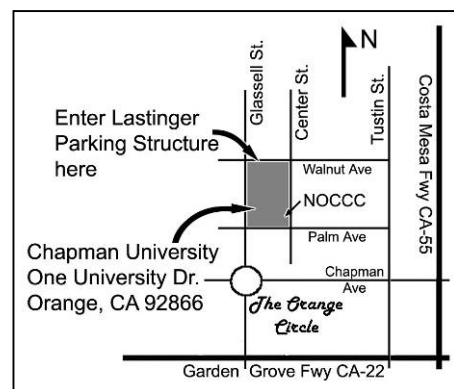 N
Glassell St.
Center St.
Tustin St.
Costa Mesa Fwy CA-55
Enter Lastinger
Parking Structure
here
Walnut Ave
NOCCC
Palm Ave
Chapman University
One University Dr.
Orange, CA 92866
Chapman
Ave
The Orange
Circle
Garden Grove Fwy CA-22